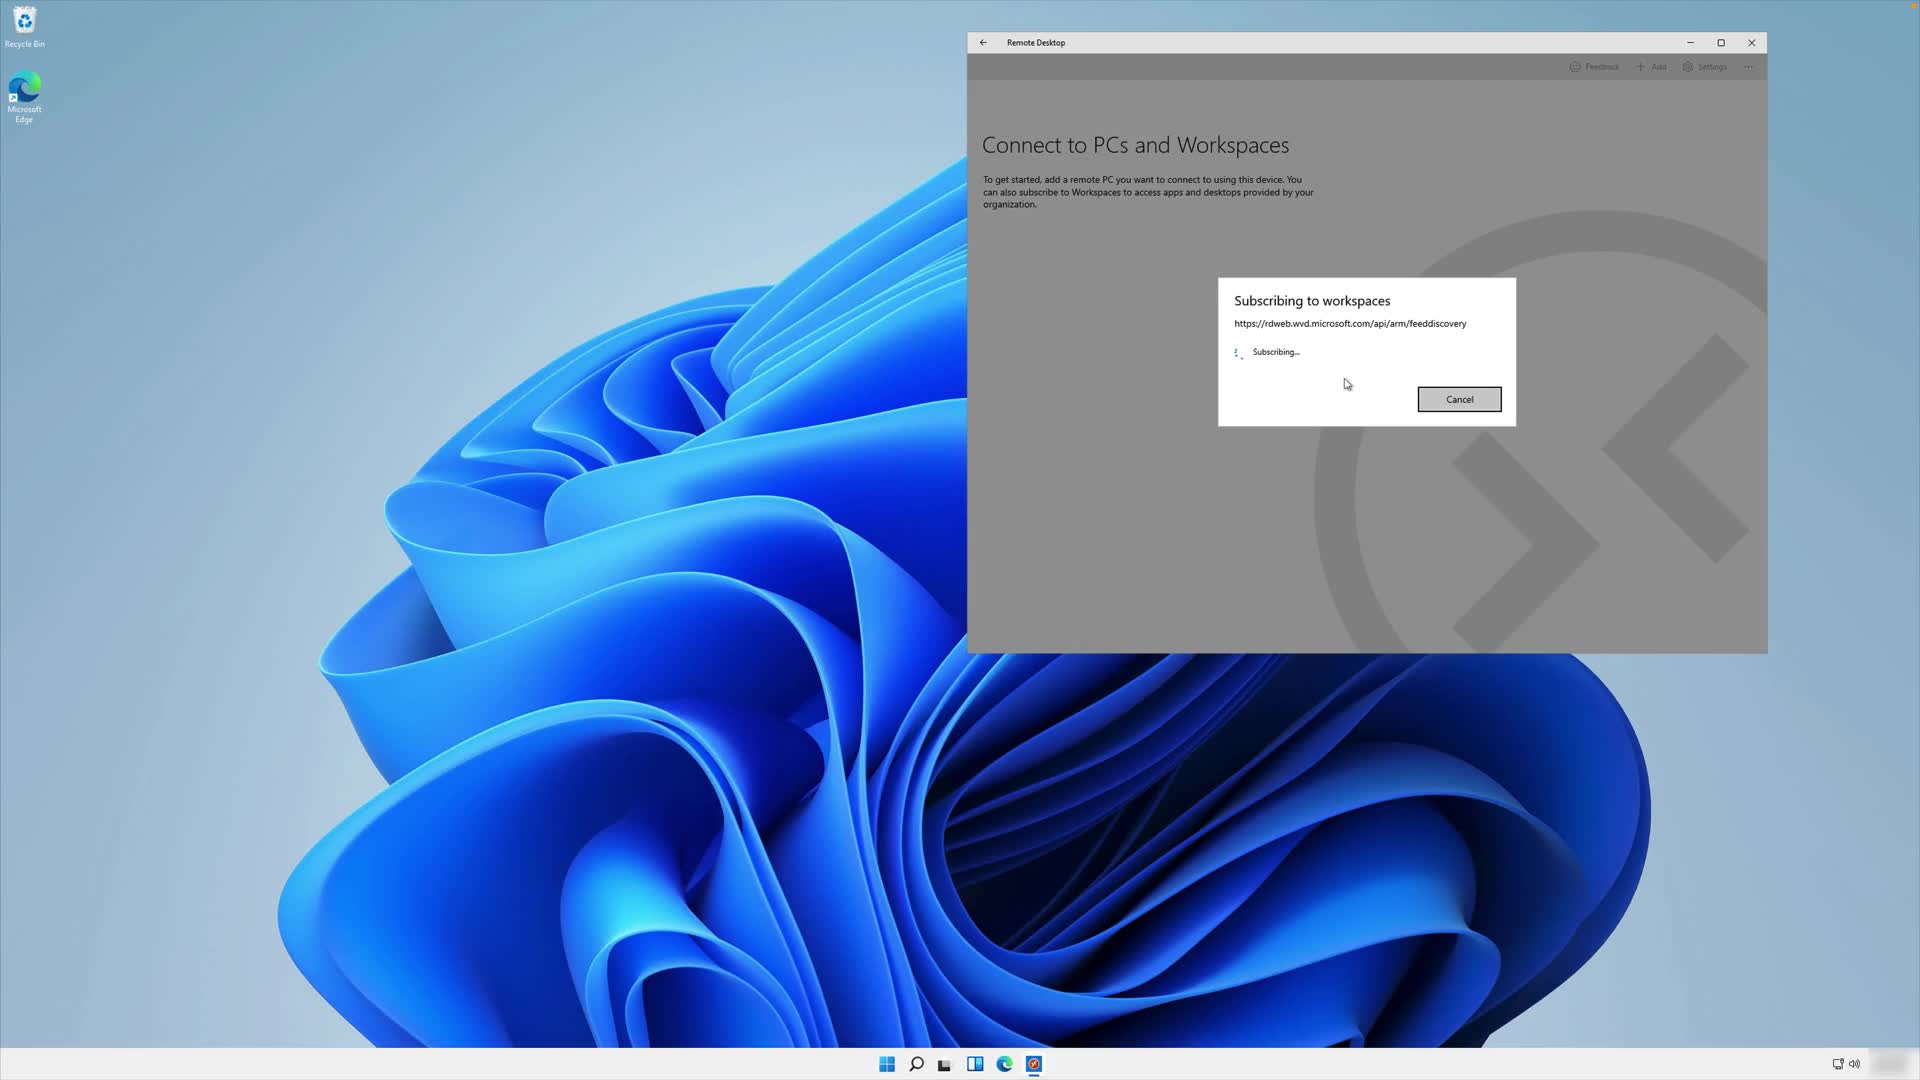 Recycle Bin
Microsoft
Edge
Remote Desktop
Feedback
Add
Settings
Connect to PCs and Workspaces
To get started, add a remote PC you want to connect to using this device. You
can also subscribe to Workspaces to access apps and desktops provided by your
organization.
Subscribing to workspaces
https://rdweb.wvd.microsoft.com/api/arm/feeddiscovery
Subscribing...
Cancel